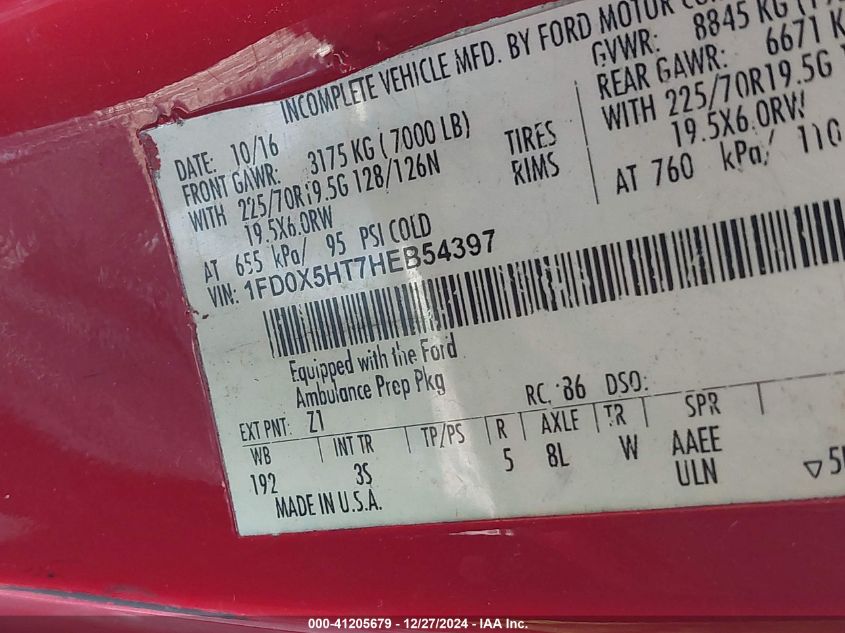 INCOMPLETE VEHICLE MFD. BY FORD MOTOR
DATE: 10/16
GVWR: 8845 KG
FRONT GAWR: 3175 KG (7000 LB)
REAR GAWR: 6671
WITH 225/70R19.5G 128/126N
TIRES
WITH 225/70R19.5G
19.5X6.0RW
RIMS
19.5X6.0RW
AT 655 kPa/ 95 PSI COLD
AT 760 kPa/ 110
VIN: 1FD0X5HT7HEB54397
Equipped with the Ford
Ambulance Prep Pkg
RC: 86 DSO:
EXT PNT: Z1
WB INT TR TP/PS R AXLE TR SPR
192 3S 5 8L W AAEE
ULN
MADE IN U.S.A.
000-41205679 - 12/27/2024 - IAA Inc.